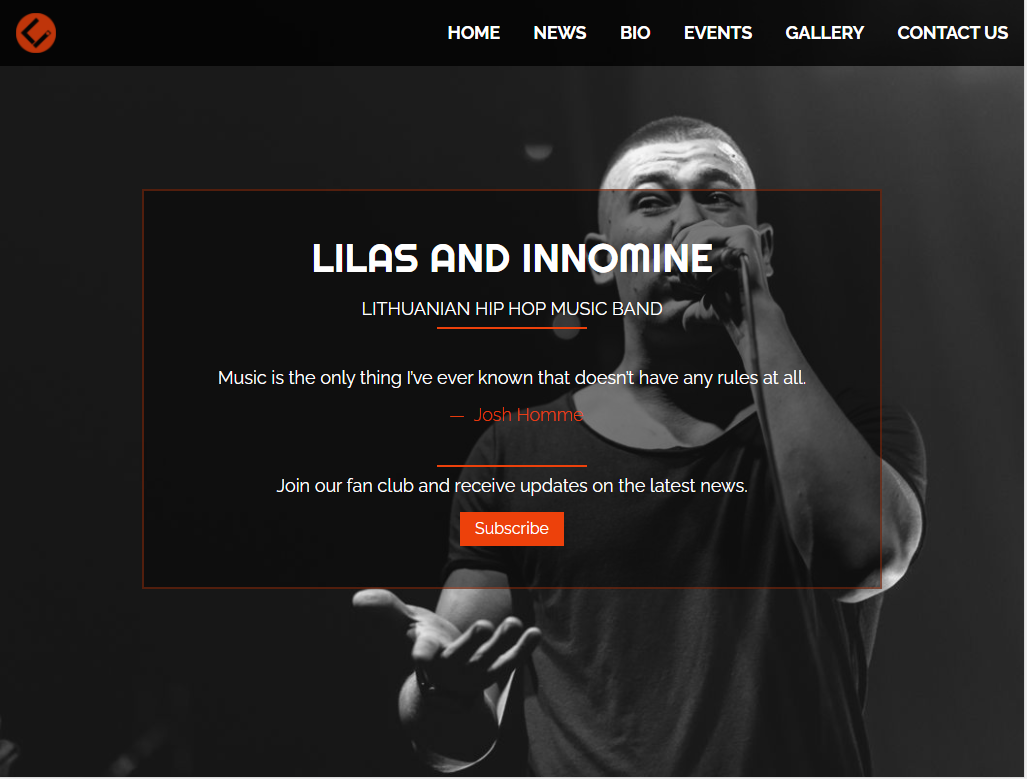 HOME NEWS BIO EVENTS GALLERY CONTACT US
LILAS AND INNOMINE
LITHUANIAN HIP HOP MUSIC BAND
Music is the only thing I've ever known that doesn't have any rules at all.
— Josh Homme
Join our fan club and receive updates on the latest news.
Subscribe